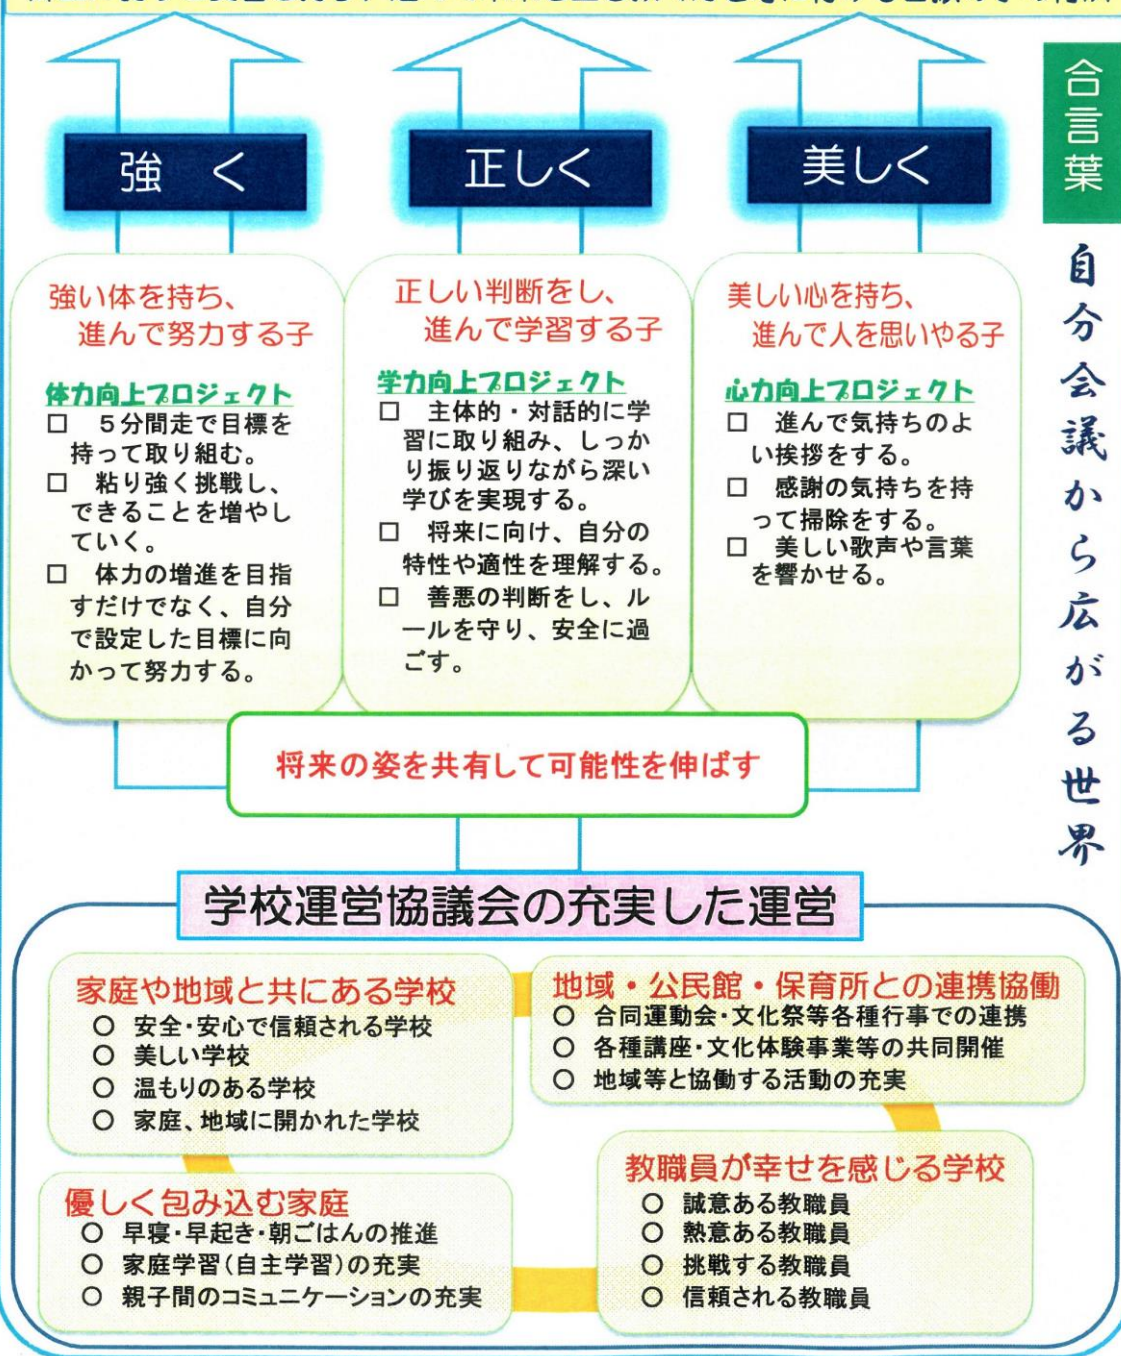 強く
正しく
美しく
合言葉
自分会議から広がる世界
強い体を持ち、
進んで努力する子
体力向上プロジェクト
□ 5分間走で目標を
持って取り組む。
□ 粘り強く挑戦し、
できることを増やし
ていく。
□ 体力の増進を目指
すだけでなく、自分
で設定した目標に向
かって努力する。
正しい判断をし、
進んで学習する子
学力向上プロジェクト
□ 主体的・対話的に学
習に取り組み、しっか
り振り返りながら深い
学びを実現する。
□ 将来に向け、自分の
特性や適性を理解する。
□ 善悪の判断をし、ル
ールを守り、安全に過
ごす。
美しい心を持ち、
進んで人を思いやる子
心力向上プロジェクト
□ 進んで気持ちのよ
い挨拶をする。
□ 感謝の気持ちを持
って掃除をする。
□ 美しい歌声や言葉
を響かせる。
将来の姿を共有して可能性を伸ばす
学校運営協議会の充実した運営
家庭や地域と共にある学校
○ 安全・安心で信頼される学校
○ 美しい学校
○ 温もりのある学校
○ 家庭、地域に開かれた学校
地域・公民館・保育所との連携協働
○ 合同運動会・文化祭等各種行事での連携
○ 各種講座・文化体験事業等の共同開催
○ 地域等と協働する活動の充実
優しく包み込む家庭
○ 早寝・早起き・朝ごはんの推進
○ 家庭学習(自主学習)の充実
○ 親子間のコミュニケーションの充実
教職員が幸せを感じる学校
○ 誠意ある教職員
○ 熱意ある教職員
○ 挑戦する教職員
○ 信頼される教職員